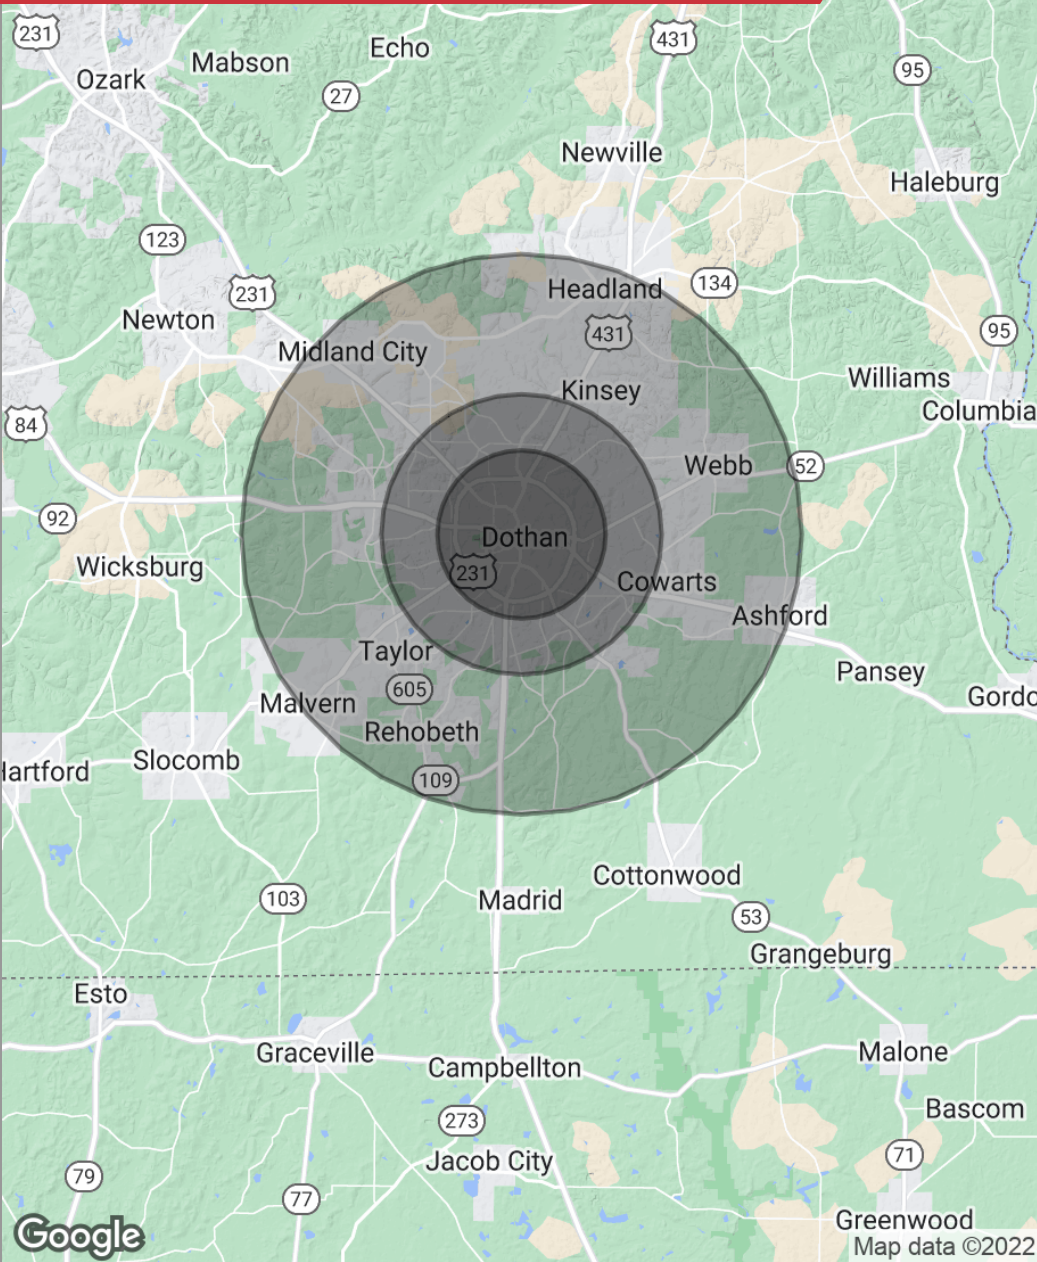 231
Mabson
Echo
431
Ozark
95
27
Newville
Haleburg
123
231
Headland
134
Newton
431
95
Midland City
Kinsey
Williams
Columbia
84
Webb
52
92
Dothan
Wicksburg
231
Cowarts
Ashford
Taylor
Pansey
605
Malvern
Gordo
Rehobeth
Slocomb
Hartford
109
Cottonwood
103
Madrid
53
Grangeburg
Esto
Graceville
Malone
Campbellton
Bascom
273
Jacob City
71
79
77
Greenwood
Google
Map data ©2022